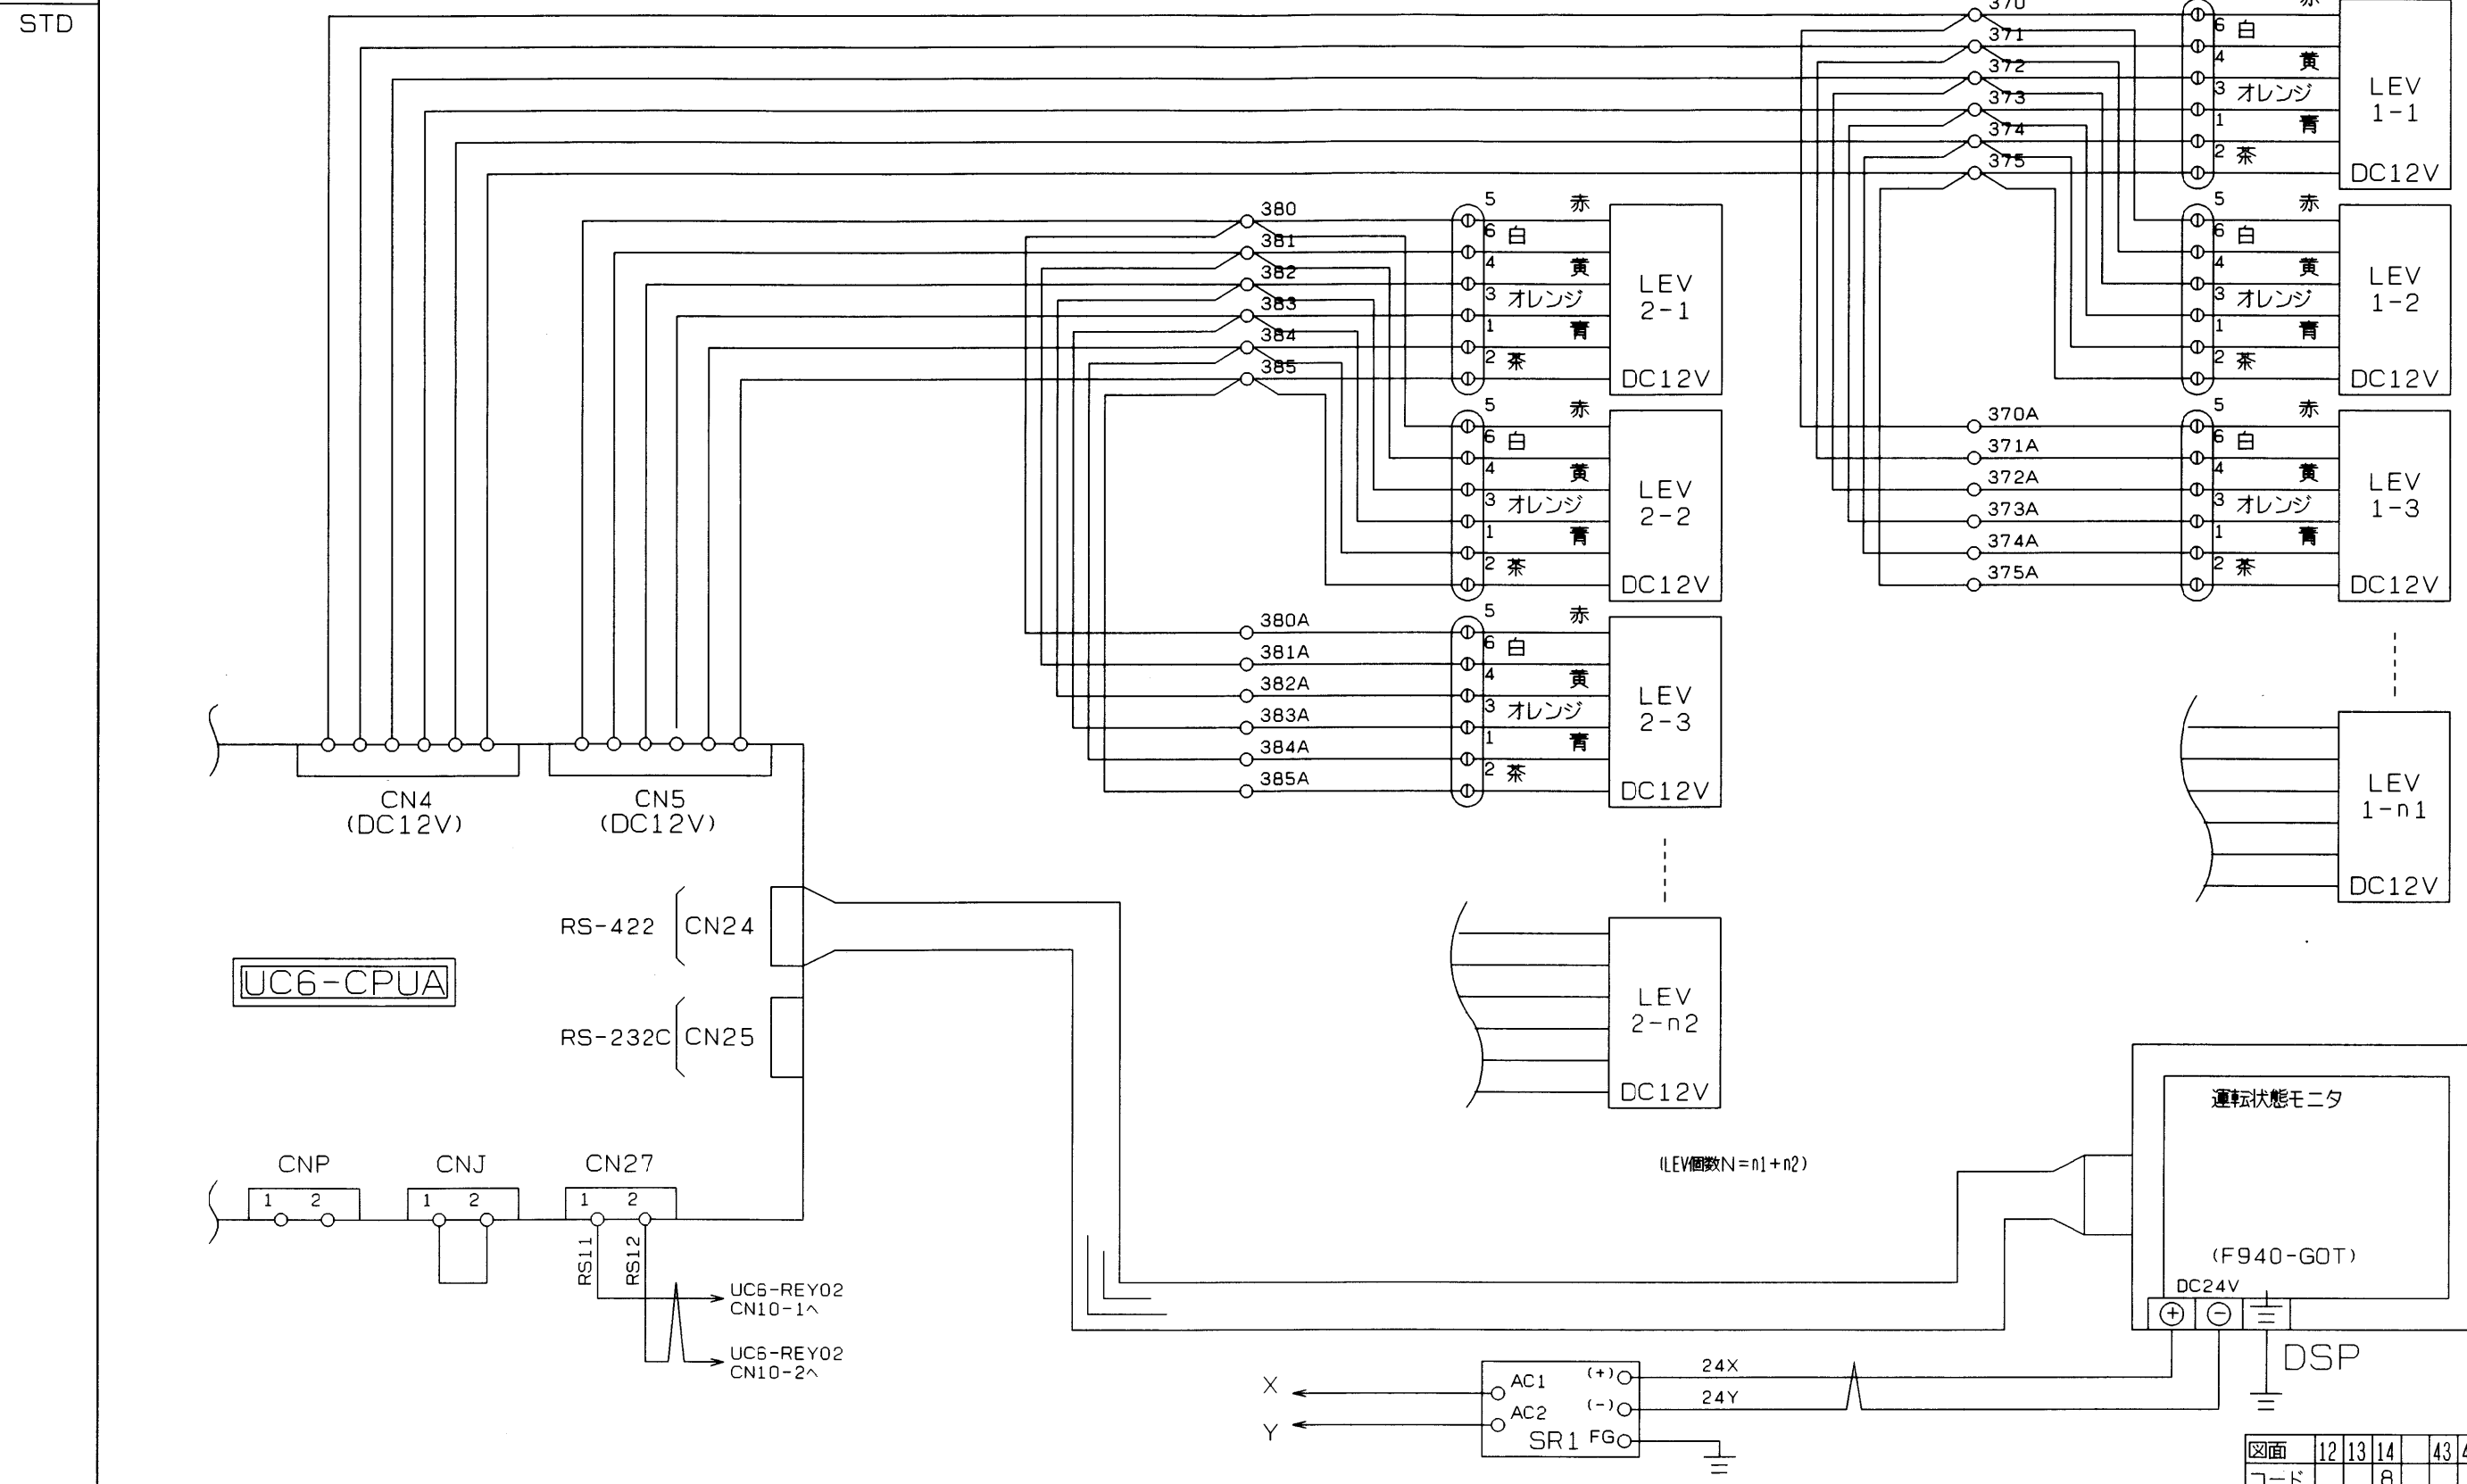 STD
370
371
372
373
374
375
赤
6 白
4 黄
3 オレンジ
1 青
2 茶
LEV
1-1
DC12V
5 赤
6 白
4 黄
3 オレンジ
1 青
2 茶
LEV
1-2
DC12V
370A
371A
372A
373A
374A
375A
5 赤
6 白
4 黄
3 オレンジ
1 青
2 茶
LEV
1-3
DC12V
LEV
1-n1
DC12V
380
381
382
383
384
385
5 赤
6 白
4 黄
3 オレンジ
1 青
2 茶
LEV
2-1
DC12V
5 赤
6 白
4 黄
3 オレンジ
1 青
2 茶
LEV
2-2
DC12V
380A
381A
382A
383A
384A
385A
5 赤
6 白
4 黄
3 オレンジ
1 青
2 茶
LEV
2-3
DC12V
LEV
2-n2
DC12V
(LEV個数N=n1+n2)
CN4
(DC12V)
CN5
(DC12V)
RS-422 CN24
UC6-CPUA
RS-232C CN25
CNP
1 2
CNJ
1 2
CN27
1 2
RS11
RS12
UC6-REY02
CN10-1へ
UC6-REY02
CN10-2へ
運転状態モニタ
(F940-GOT)
DC24V
+ −
DSP
X
Y
AC1 (+)
AC2 (-)
SR1 FG
24X
24Y
図面 12 13 14 43
コード 8